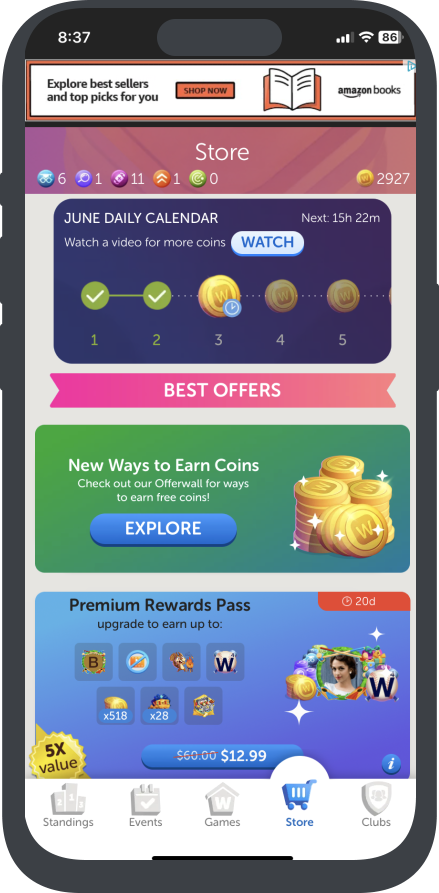 8:37
86
Explore best sellers
and top picks for you
SHOP NOW
amazon books
Store
6 1 11 1 0 2927
JUNE DAILY CALENDAR
Next: 15h 22m
Watch a video for more coins
WATCH
W W W
1 2 3 4 5
BEST OFFERS
New Ways to Earn Coins
Check out our Offerwall for ways
to earn free coins!
EXPLORE
W
Premium Rewards Pass
20d
upgrade to earn up to:
B W
x518 x28
W
5X
value
$60.00 $12.99
i
Standings Events Games Store Clubs